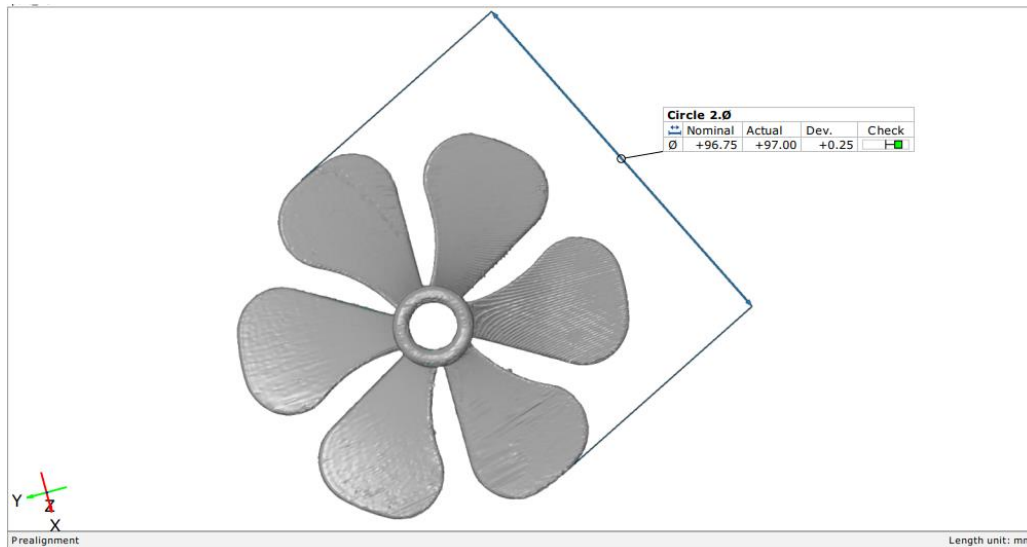 Circle 2.Ø
Nominal Actual Dev. Check
Ø +96.75 +97.00 +0.25
Y
Z
X
Prealignment Length unit: mm